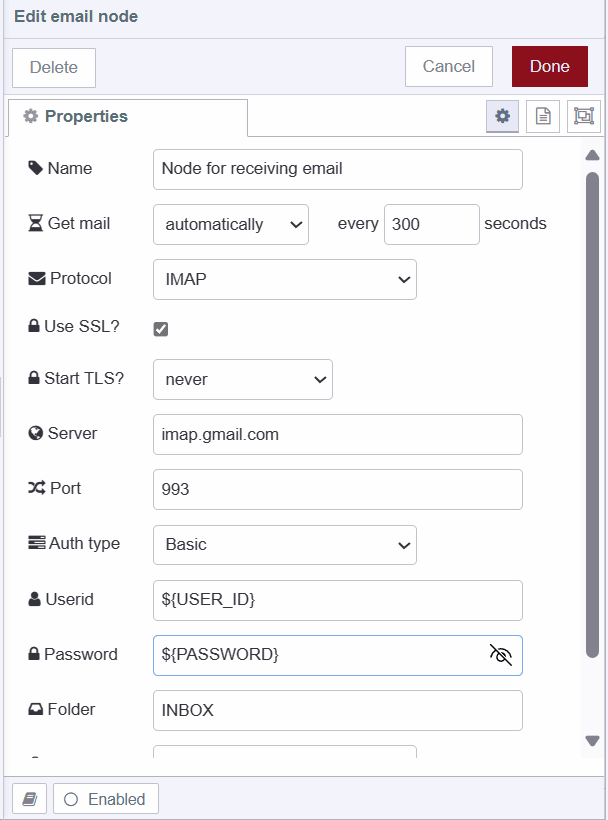 Edit email node
Delete Cancel Done
Properties
Name Node for receiving email
Get mail automatically every 300 seconds
Protocol IMAP
Use SSL?
Start TLS? never
Server imap.gmail.com
Port 993
Auth type Basic
Userid ${USER_ID}
Password ${PASSWORD}
Folder INBOX
Enabled